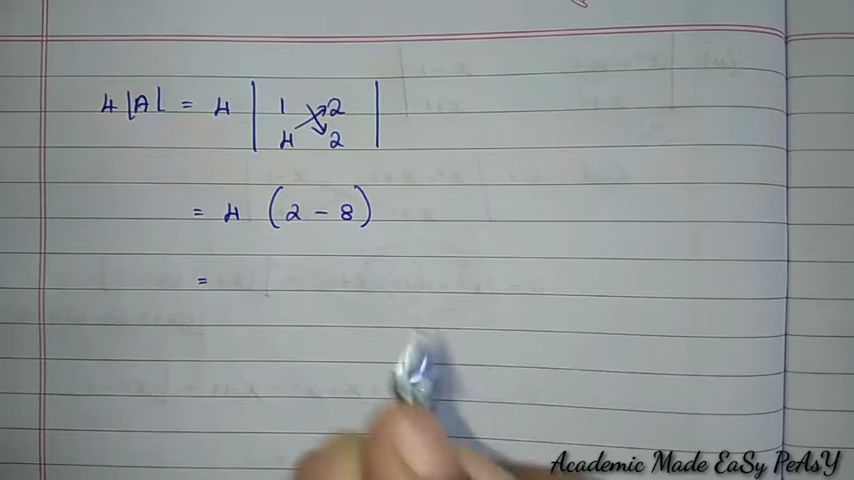 4 |A| = 4 | 1 2 |
4 2
= 4 (2 - 8)
=
Academic Made EaSy PeAsY